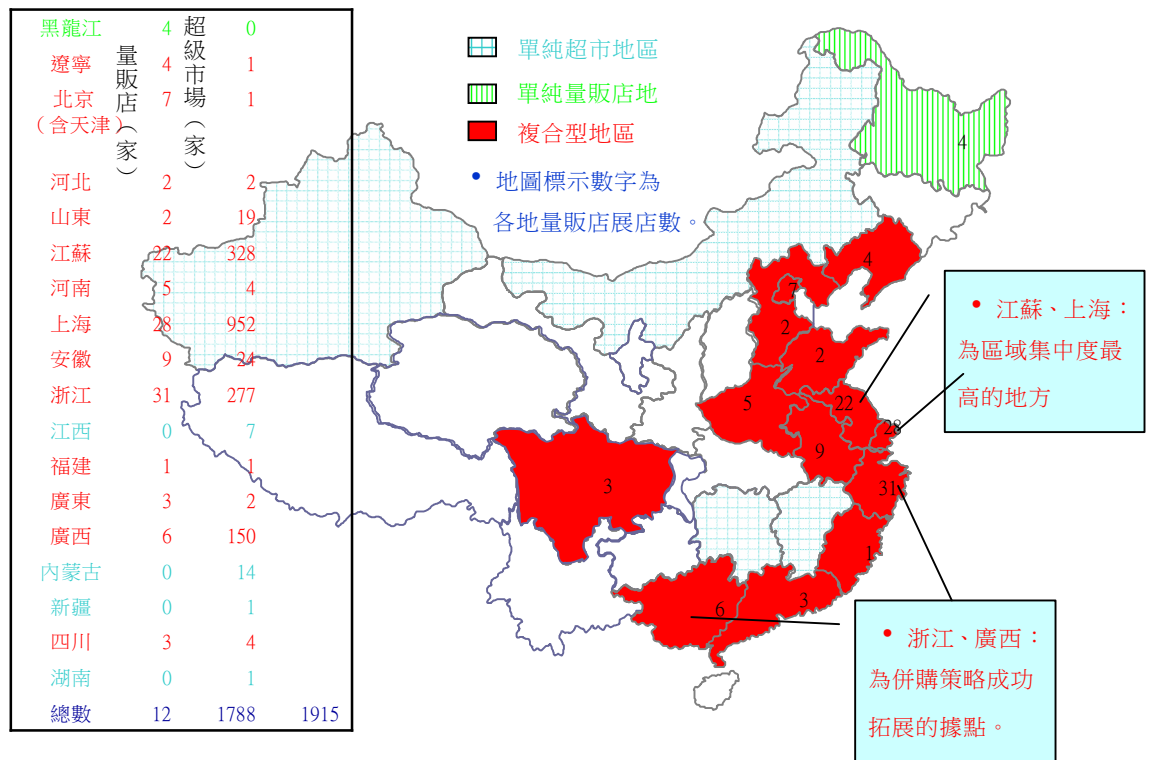 量販店（家）
超級市場（家）
黑龍江 4 0
遼寧 4 1
北京 7 1
（含天津）
河北 2 2
山東 2 19
江蘇 22 328
河南 5 4
上海 28 952
安徽 9 24
浙江 31 277
江西 0 7
福建 1 1
廣東 3 2
廣西 6 150
內蒙古 0 14
新疆 0 1
四川 3 4
湖南 0 1
總數 12 1788 1915
單純超市地區
單純量販店地
複合型地區
• 地圖標示數字為
各地量販店展店數。
4
4
7
2
2
5
22
28
9
31
3
1
3
6
• 江蘇、上海：
為區域集中度最
高的地方
• 浙江、廣西：
為併購策略成功
拓展的據點。